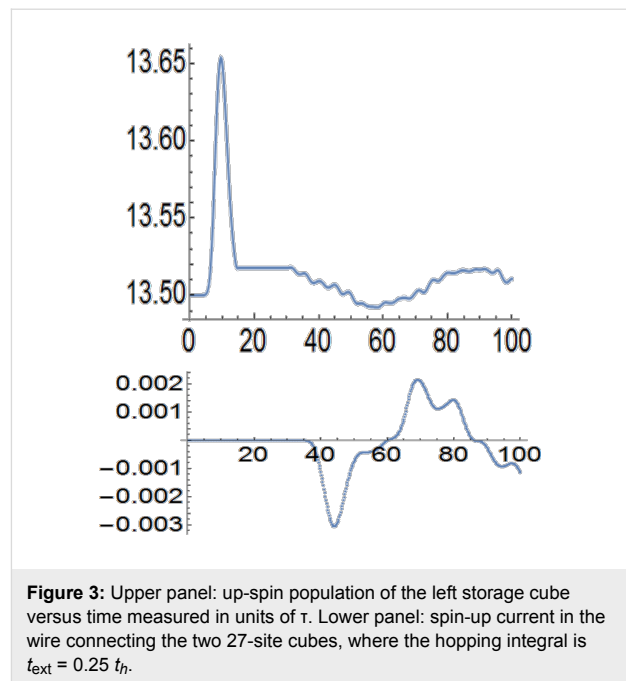 13.65
13.60
13.55
13.50
0 20 40 60 80 100
0.002
0.001
20 40 60 80 100
−0.001
−0.002
−0.003
Figure 3: Upper panel: up-spin population of the left storage cube
versus time measured in units of τ. Lower panel: spin-up current in the
wire connecting the two 27-site cubes, where the hopping integral is
t_ext = 0.25 t_h.